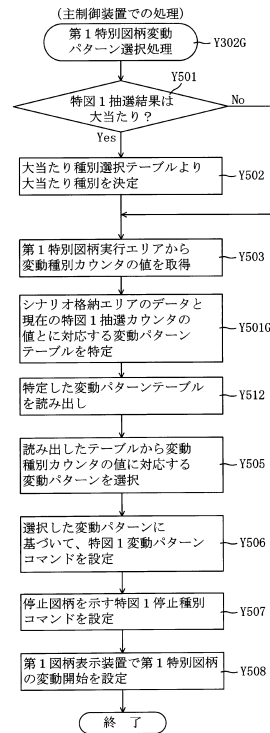 (主制御装置での処理)
第1特別図柄変動
パターン選択処理
Y302G
Y501
特図1抽選結果は
大当たり?
No
Yes
大当たり種別選択テーブルより
大当たり種別を決定
Y502
第1特別図柄実行エリアから
変動種別カウンタの値を取得
Y503
シナリオ格納エリアのデータと
現在の特図1抽選カウンタの
値とに対応する変動パターン
テーブルを特定
Y501G
特定した変動パターンテーブル
を読み出し
Y512
読み出したテーブルから変動
種別カウンタの値に対応する
変動パターンを選択
Y505
選択した変動パターンに
基づいて、特図1変動パターン
コマンドを設定
Y506
停止図柄を示す特図1停止種別
コマンドを設定
Y507
第1図柄表示装置で第1特別図柄
の変動開始を設定
Y508
終 了